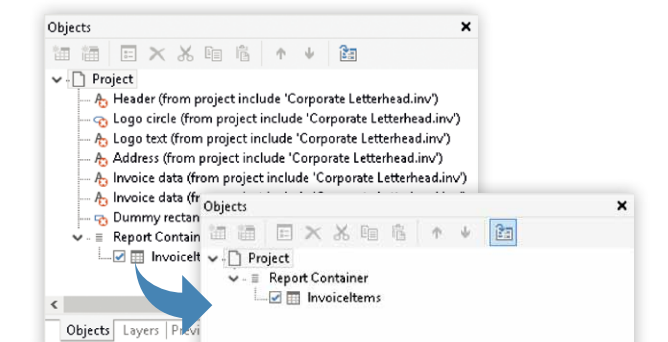 Objects
Project
Header (from project include 'Corporate Letterhead.inv')
Logo circle (from project include 'Corporate Letterhead.inv')
Logo text (from project include 'Corporate Letterhead.inv')
Address (from project include 'Corporate Letterhead.inv')
Invoice data (from project include 'Corporate Letterhead.inv')
Invoice data (fr
Dummy rectan
Report Contain
InvoiceIt
Objects Layers Previ
Objects
Project
Report Container
InvoiceItems